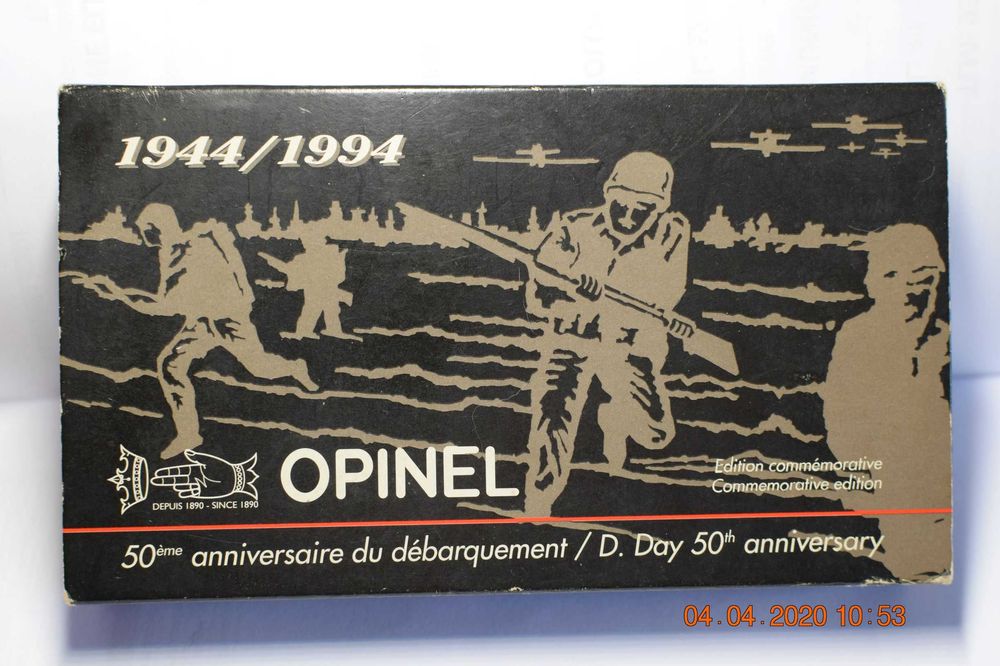 1944/1994
OPINEL
DEPUIS 1890 - SINCE 1890
Edition commémorative
Commemorative edition
50ème anniversaire du débarquement / D. Day 50th anniversary
04.04.2020 10:53